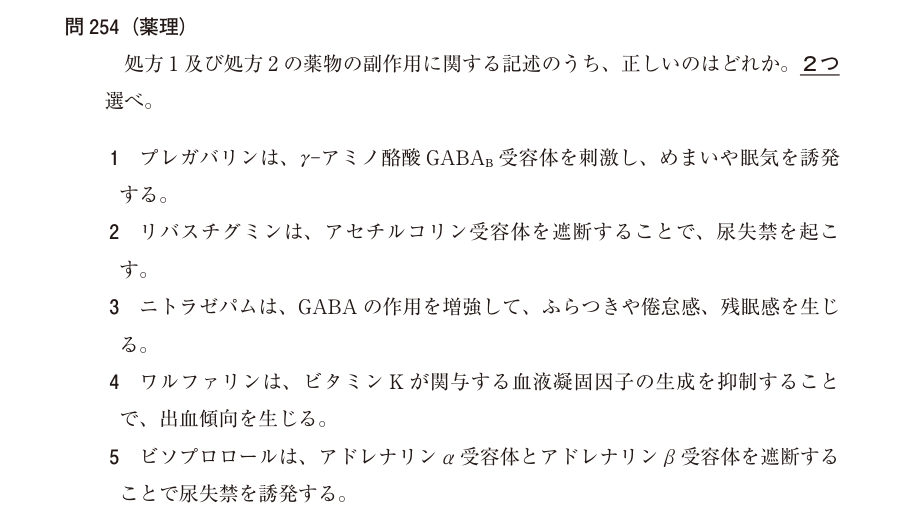 問 254（薬理）
処方１及び処方２の薬物の副作用に関する記述のうち、正しいのはどれか。２つ
選べ。
1 プレガバリンは、γ−アミノ酪酸 GABAB 受容体を刺激し、めまいや眠気を誘発
する。
2 リバスチグミンは、アセチルコリン受容体を遮断することで、尿失禁を起こ
す。
3 ニトラゼパムは、GABA の作用を増強して、ふらつきや倦怠感、残眠感を生じ
る。
4 ワルファリンは、ビタミン K が関与する血液凝固因子の生成を抑制すること
で、出血傾向を生じる。
5 ビソプロロールは、アドレナリン α 受容体とアドレナリン β 受容体を遮断する
ことで尿失禁を誘発する。